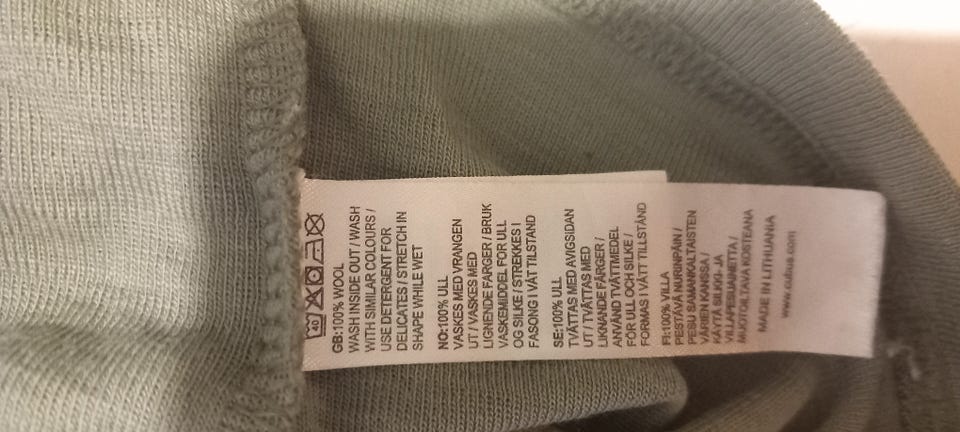 40
GB:100% WOOL
WASH INSIDE OUT / WASH
WITH SIMILAR COLOURS /
USE DETERGENT FOR
DELICATES / STRETCH IN
SHAPE WHILE WET
NO:100% ULL
VASKES MED VRANGEN
UT / VASKES MED
LIGNENDE FARGER / BRUK
VASKEMIDDEL FOR ULL
OG SILKE / STREKKES I
FASONG I VÅT TILSTAND
SE:100% ULL
TVÄTTAS MED AVIGSIDAN
UT / TVÄTTAS MED
LIKNANDE FÄRGER /
ANVÄND TVÄTTMEDEL
FÖR ULL OCH SILKE /
FORMAS I VÅTT TILLSTÅND
FI:100% VILLA
PESTÄVÄ NURINPÄIN /
PESU SAMANKALTAISTEN
VÄRIEN KANSSA /
KÄYTÄ SILKKI- JA
VILLAPESUAINETTA /
MUOTOILTAVA KOSTEANA
MADE IN LITHUANIA
www.cubus.com